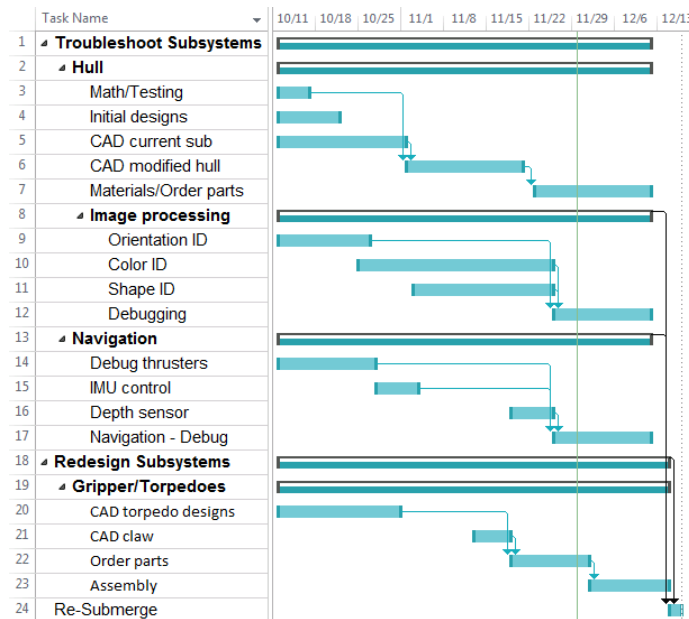 Task Name 10/11 10/18 10/25 11/1 11/8 11/15 11/22 11/29 12/6 12/13
1 Troubleshoot Subsystems
2 Hull
3 Math/Testing
4 Initial designs
5 CAD current sub
6 CAD modified hull
7 Materials/Order parts
8 Image processing
9 Orientation ID
10 Color ID
11 Shape ID
12 Debugging
13 Navigation
14 Debug thrusters
15 IMU control
16 Depth sensor
17 Navigation - Debug
18 Redesign Subsystems
19 Gripper/Torpedoes
20 CAD torpedo designs
21 CAD claw
22 Order parts
23 Assembly
24 Re-Submerge